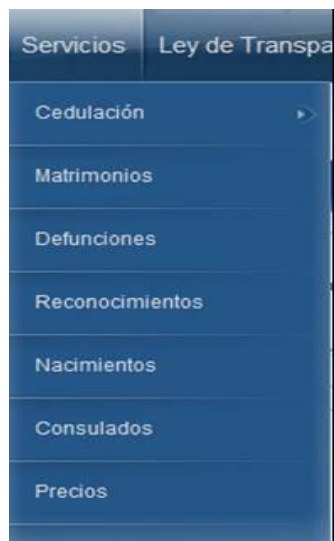 Servicios Ley de Transpa
Cedulación
Matrimonios
Defunciones
Reconocimientos
Nacimientos
Consulados
Precios